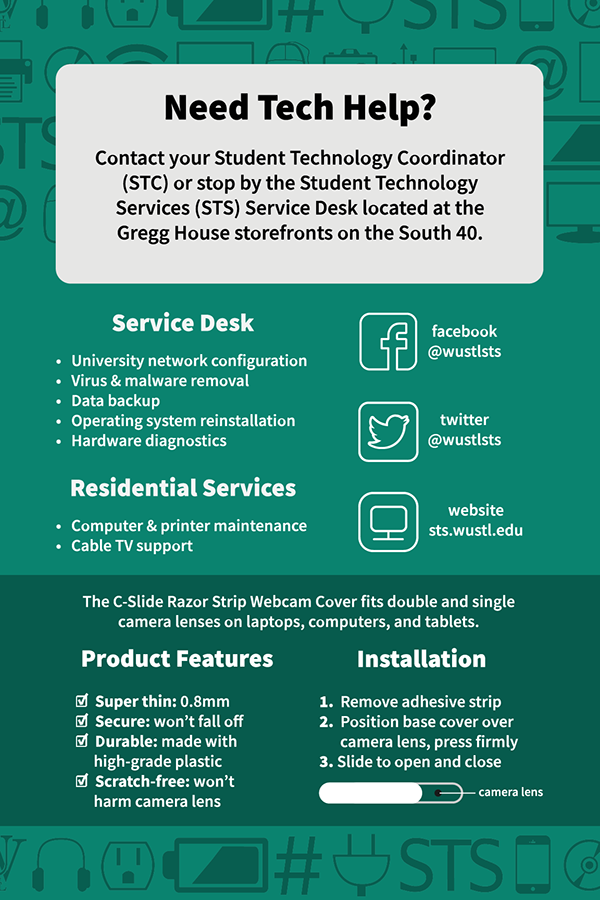 STS
Need Tech Help?
Contact your Student Technology Coordinator
(STC) or stop by the Student Technology
Services (STS) Service Desk located at the
Gregg House storefronts on the South 40.
Service Desk
• University network configuration
• Virus & malware removal
• Data backup
• Operating system reinstallation
• Hardware diagnostics
Residential Services
• Computer & printer maintenance
• Cable TV support
facebook
@wustlsts
twitter
@wustlsts
website
sts.wustl.edu
The C-Slide Razor Strip Webcam Cover fits double and single
camera lenses on laptops, computers, and tablets.
Product Features
Super thin: 0.8mm
Secure: won't fall off
Durable: made with
high-grade plastic
Scratch-free: won't
harm camera lens
Installation
1. Remove adhesive strip
2. Position base cover over
camera lens, press firmly
3. Slide to open and close
camera lens
# STS